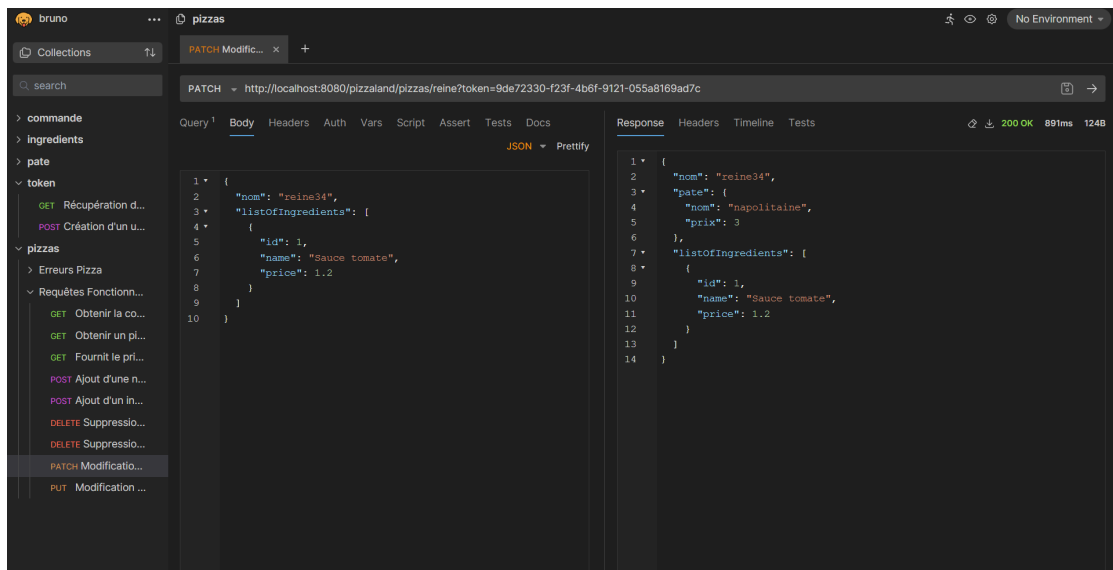 bruno
pizzas
No Environment
Collections
PATCH Modific...
search
PATCH http://localhost:8080/pizzaland/pizzas/reine?token=9de72330-f23f-4b6f-9121-055a8169ad7c
commande
ingredients
pate
token
GET Récupération d...
POST Création d'un u...
pizzas
Erreurs Pizza
Requêtes Fonctionn...
GET Obtenir la co...
GET Obtenir un pi...
GET Fournit le pri...
POST Ajout d'une n...
POST Ajout d'un in...
DELETE Suppressio...
DELETE Suppressio...
PATCH Modificatio...
PUT Modification ...
Query 1 Body Headers Auth Vars Script Assert Tests Docs
JSON Prettify
1 {
2 "nom": "reine34",
3 "listOfIngredients": [
4 {
5 "id": 1,
6 "name": "Sauce tomate",
7 "price": 1.2
8 }
9 ]
10 }
Response Headers Timeline Tests 200 OK 891ms 124B
1 {
2 "nom": "reine34",
3 "pate": {
4 "nom": "napolitaine",
5 "prix": 3
6 },
7 "listOfIngredients": [
8 {
9 "id": 1,
10 "name": "Sauce tomate",
11 "price": 1.2
12 }
13 ]
14 }